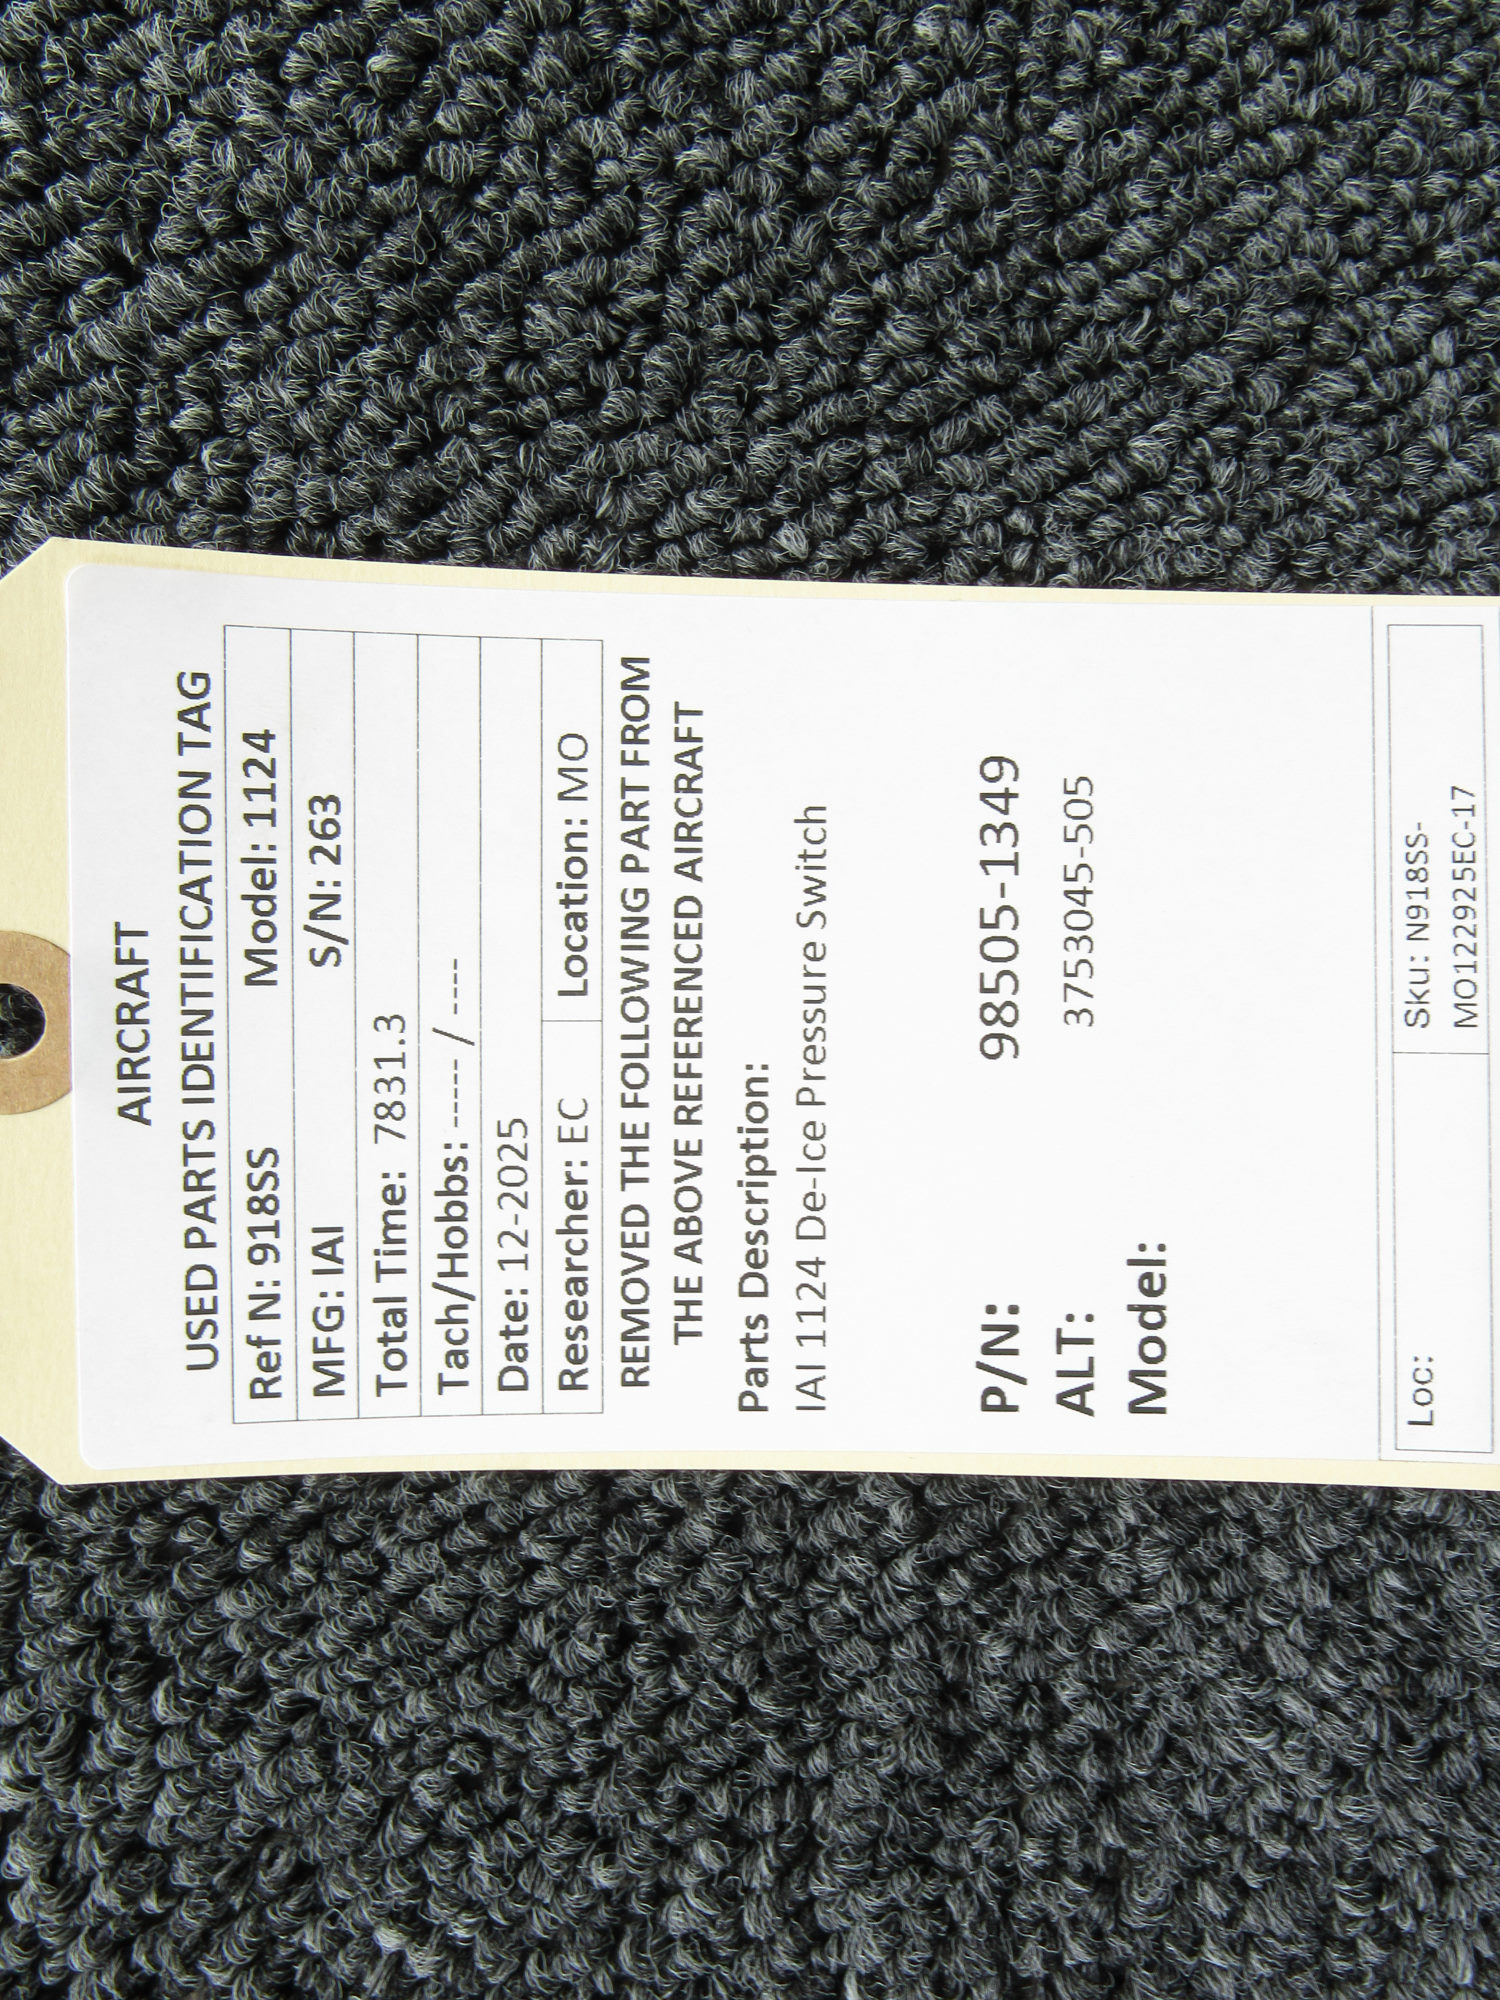 AIRCRAFT
USED PARTS IDENTIFICATION TAG
Ref N: 918SS Model: 1124
MFG: IAI S/N: 263
Total Time: 7831.3
Tach/Hobbs: ----- / ----
Date: 12-2025
Researcher: EC Location: MO
REMOVED THE FOLLOWING PART FROM
THE ABOVE REFERENCED AIRCRAFT
Parts Description:
IAI 1124 De-Ice Pressure Switch
P/N: 98505-1349
ALT: 3753045-505
Model:
Loc: Sku: N918SS-
MO122925EC-17